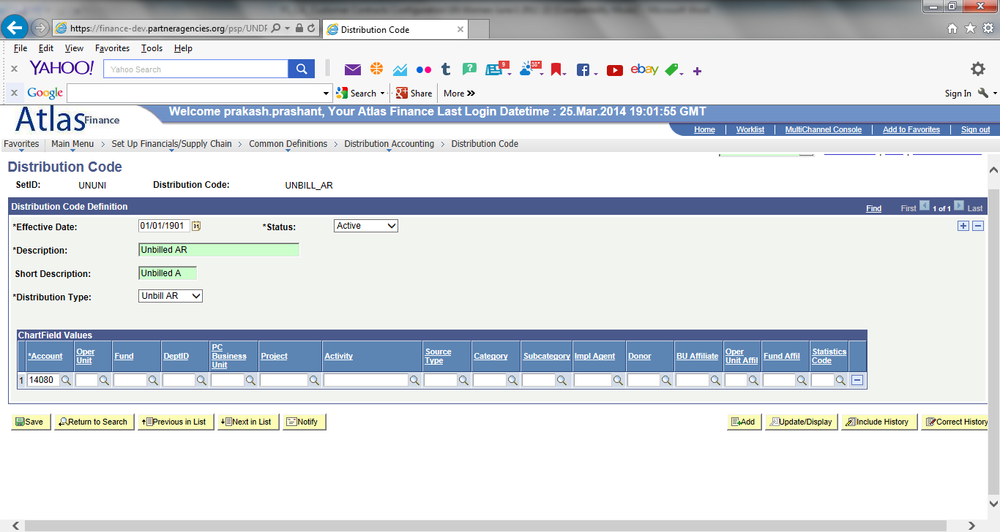 https://finance-dev.partneragencies.org/psp/UNDF
Distribution Code
File Edit View Favorites Tools Help
x YAHOO! Yahoo Search 9 38° ebay
x Google Search Share More >> Sign In
Atlas Finance
Welcome prakash.prashant, Your Atlas Finance Last Login Datetime : 25.Mar.2014 19:01:55 GMT
Home Worklist MultiChannel Console Add to Favorites Sign out
Favorites Main Menu > Set Up Financials/Supply Chain > Common Definitions > Distribution Accounting > Distribution Code
Distribution Code
SetID: UNUNI Distribution Code: UNBILL_AR
Distribution Code Definition Find First 1 of 1 Last
*Effective Date: 01/01/1901 31 *Status: Active
*Description: Unbilled AR
Short Description: Unbilled A
*Distribution Type: Unbill AR
ChartField Values
*Account Oper Unit Fund DeptID PC Business Unit Project Activity Source Type Category Subcategory Impl Agent Donor BU Affiliate Oper Unit Affil Fund Affil Statistics Code
1 14080
Save Return to Search Previous in List Next in List Notify Add Update/Display Include History Correct History